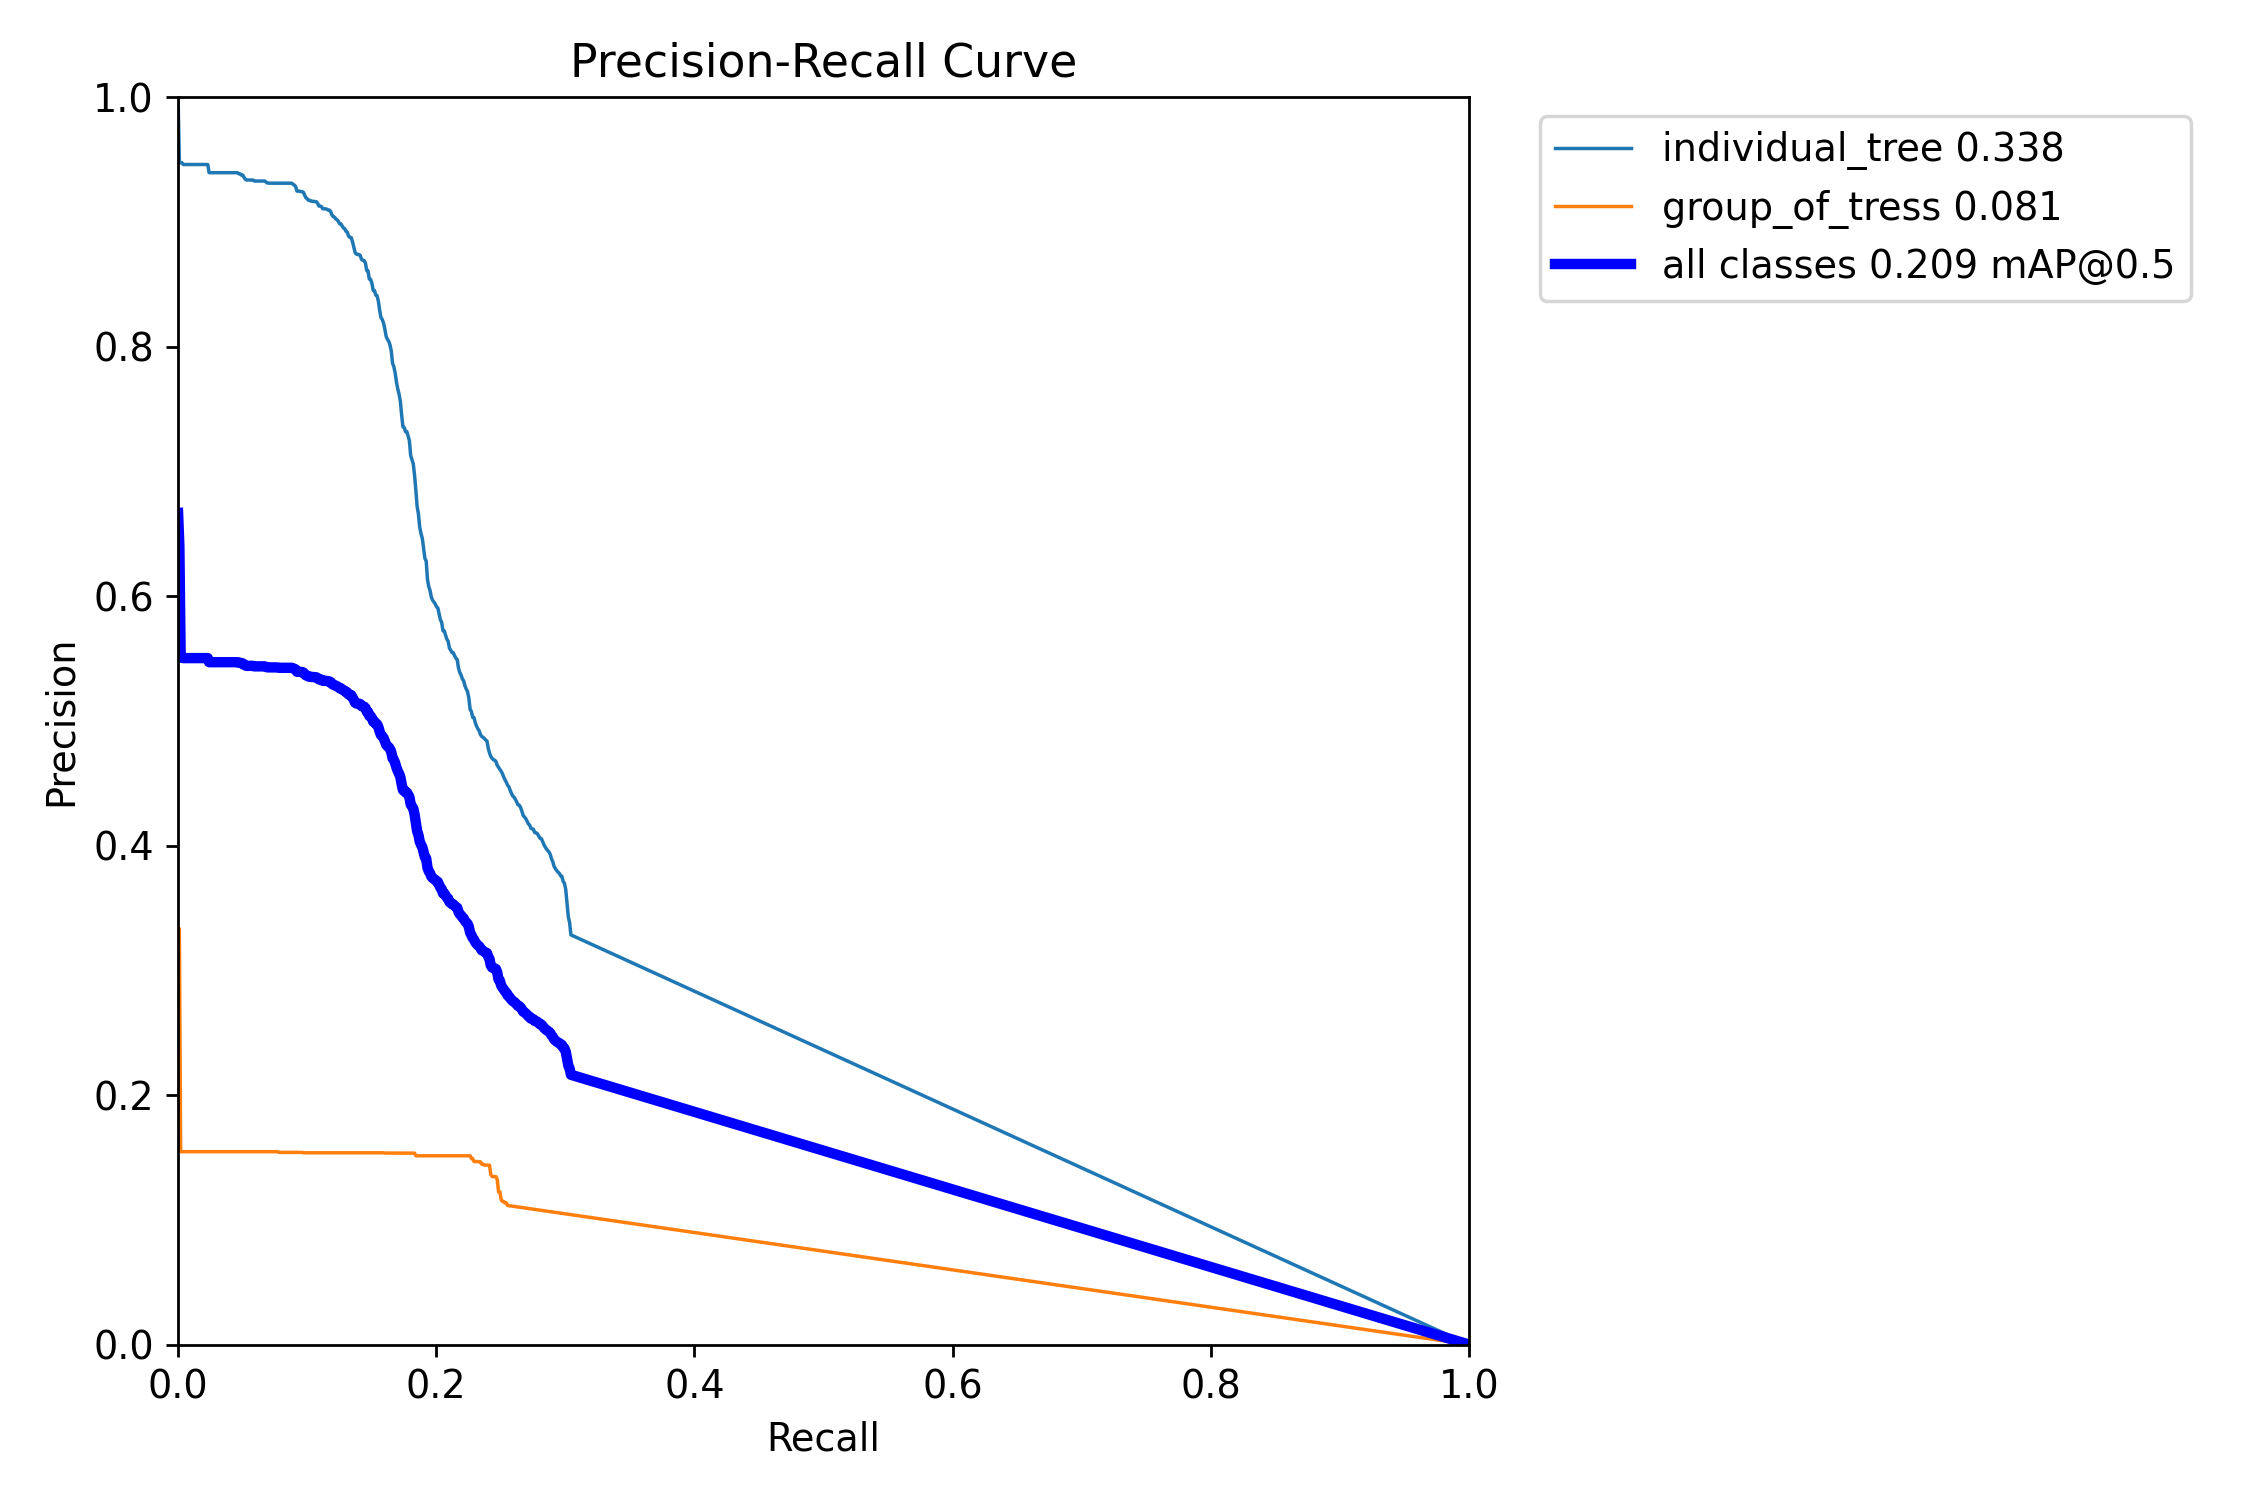 Precision-Recall Curve
individual_tree 0.338
group_of_tress 0.081
all classes 0.209 mAP@0.5
Precision
1.0
0.8
0.6
0.4
0.2
0.0
0.0 0.2 0.4 0.6 0.8 1.0
Recall